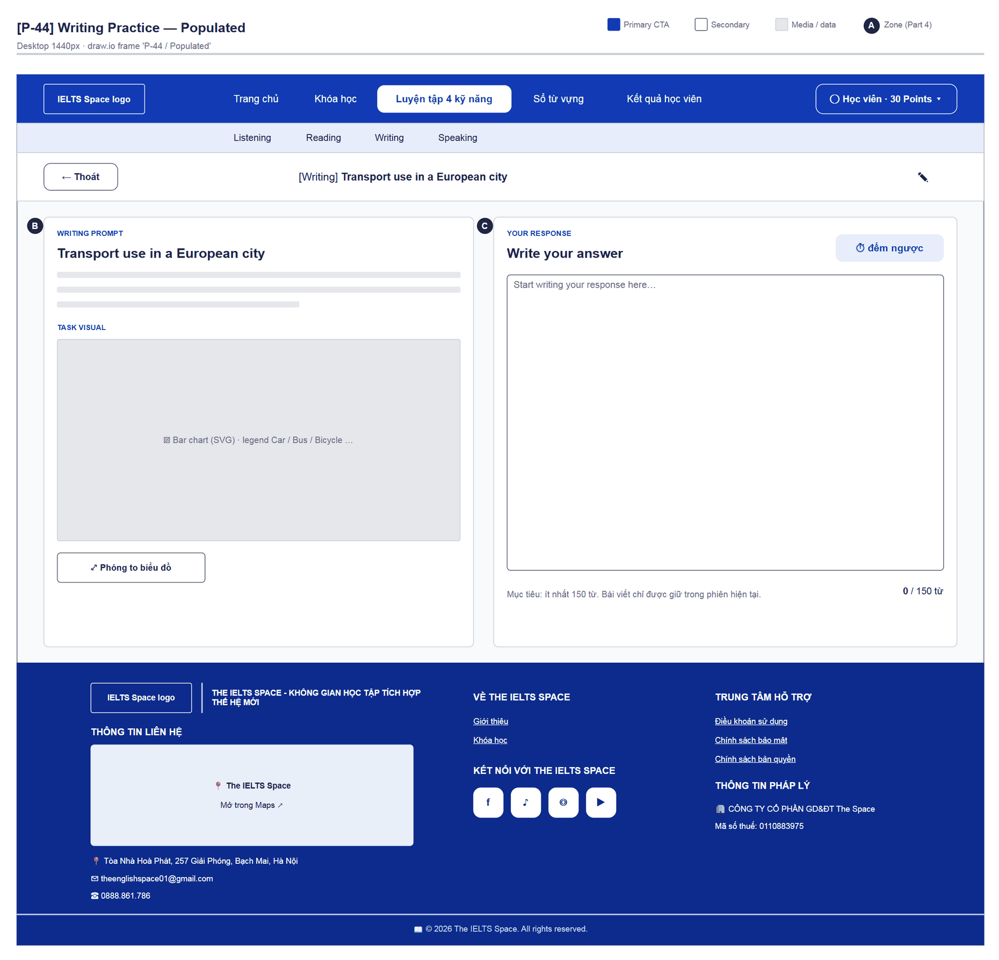 [P-44] Writing Practice — Populated
Desktop 1440px · draw.io frame 'P-44 / Populated'
Primary CTA
Secondary
Media / data
A
Zone (Part 4)
IELTS Space logo
Trang chủ
Khóa học
Luyện tập 4 kỹ năng
Sổ từ vựng
Kết quả học viên
Học viên · 30 Points ▾
Listening
Reading
Writing
Speaking
← Thoát
[Writing] Transport use in a European city
B
WRITING PROMPT
Transport use in a European city
TASK VISUAL
▨ Bar chart (SVG) · legend Car / Bus / Bicycle …
⤢ Phóng to biểu đồ
C
YOUR RESPONSE
Write your answer
⏱ đếm ngược
Start writing your response here…
Mục tiêu: ít nhất 150 từ. Bài viết chỉ được giữ trong phiên hiện tại.
0 / 150 từ
IELTS Space logo
THE IELTS SPACE - KHÔNG GIAN HỌC TẬP TÍCH HỢP
THẾ HỆ MỚI
THÔNG TIN LIÊN HỆ
📍 The IELTS Space
Mở trong Maps ↗
📍 Tòa Nhà Hoà Phát, 257 Giải Phóng, Bạch Mai, Hà Nội
✉ theenglishspace01@gmail.com
☎ 0888.861.786
VỀ THE IELTS SPACE
Giới thiệu
Khóa học
KẾT NỐI VỚI THE IELTS SPACE
f
♪
◎
▶
TRUNG TÂM HỖ TRỢ
Điều khoản sử dụng
Chính sách bảo mật
Chính sách bản quyền
THÔNG TIN PHÁP LÝ
🏢 CÔNG TY CỔ PHẦN GD&ĐT The Space
Mã số thuế: 0110883975
📖 © 2026 The IELTS Space. All rights reserved.